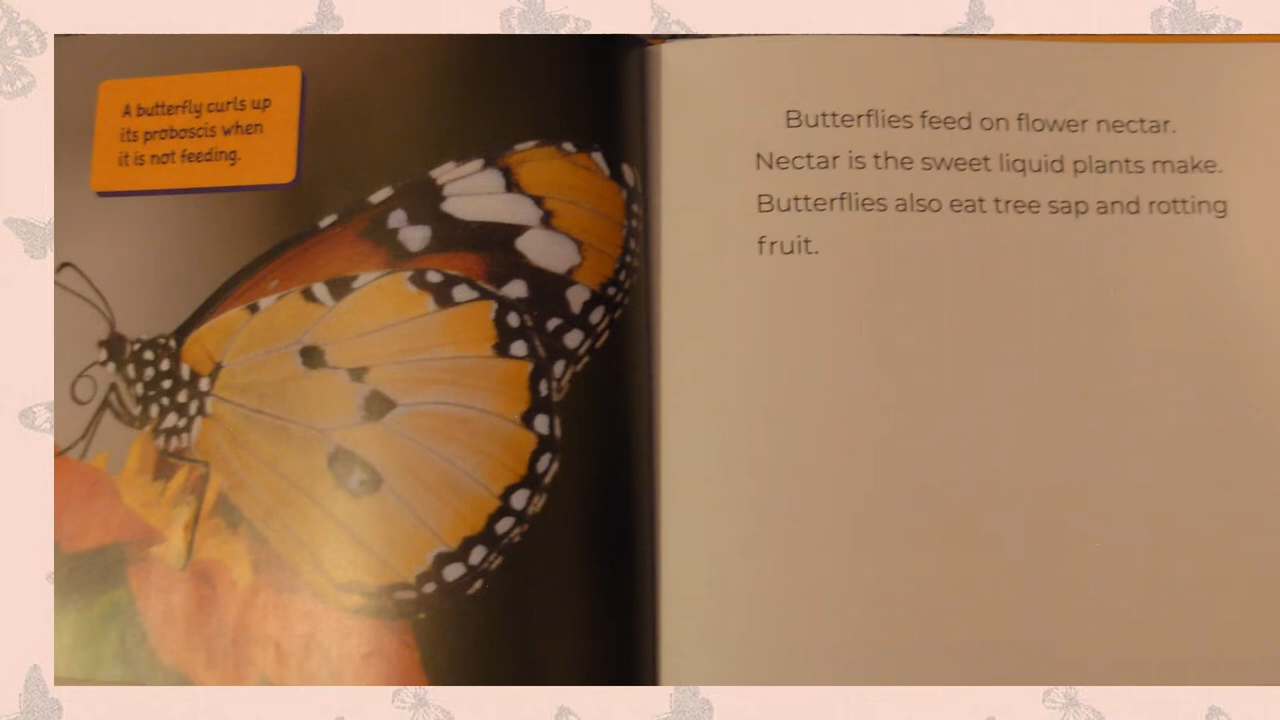 A butterfly curls up
its proboscis when
it is not feeding.
Butterflies feed on flower nectar.
Nectar is the sweet liquid plants make.
Butterflies also eat tree sap and rotting
fruit.